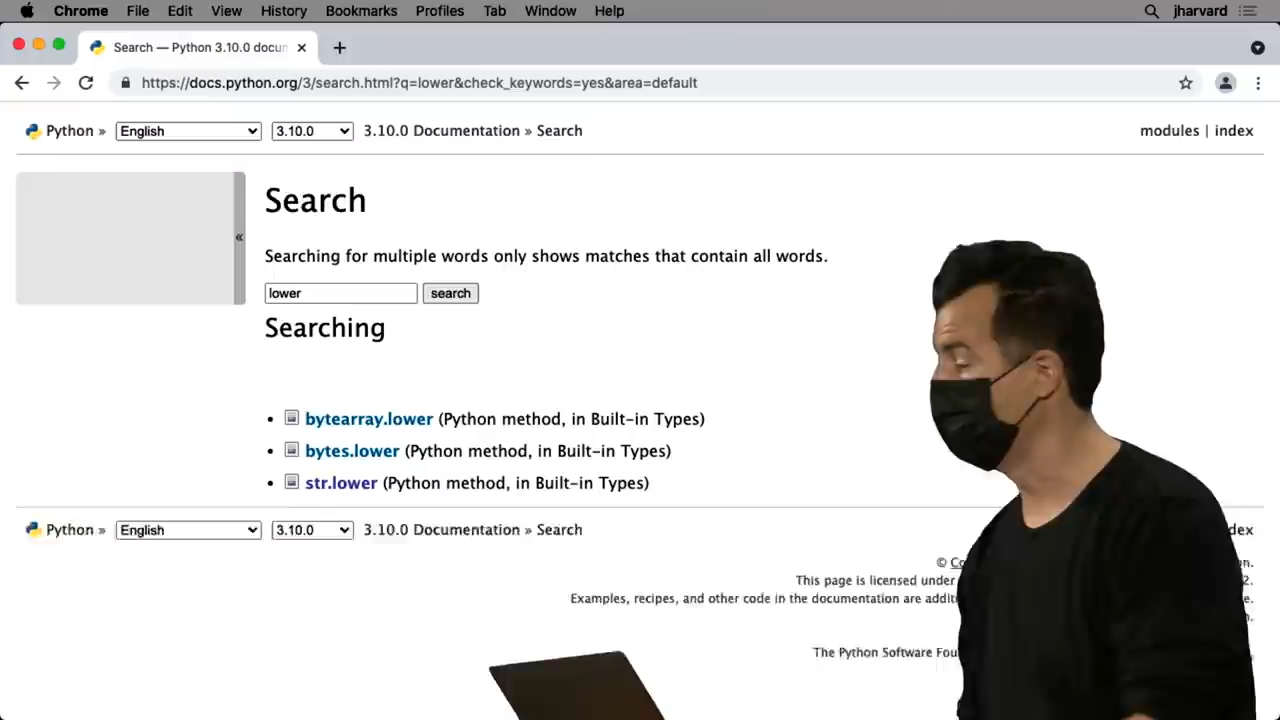 Chrome File Edit View History Bookmarks Profiles Tab Window Help jharvard
Search — Python 3.10.0 docun
https://docs.python.org/3/search.html?q=lower&check_keywords=yes&area=default
Python » English 3.10.0 3.10.0 Documentation » Search modules | index
Search
«
Searching for multiple words only shows matches that contain all words.
lower search
Searching
• bytearray.lower (Python method, in Built-in Types)
• bytes.lower (Python method, in Built-in Types)
• str.lower (Python method, in Built-in Types)
Python » English 3.10.0 3.10.0 Documentation » Search
©
This page is licensed under
Examples, recipes, and other code in the documentation are
The Python Software